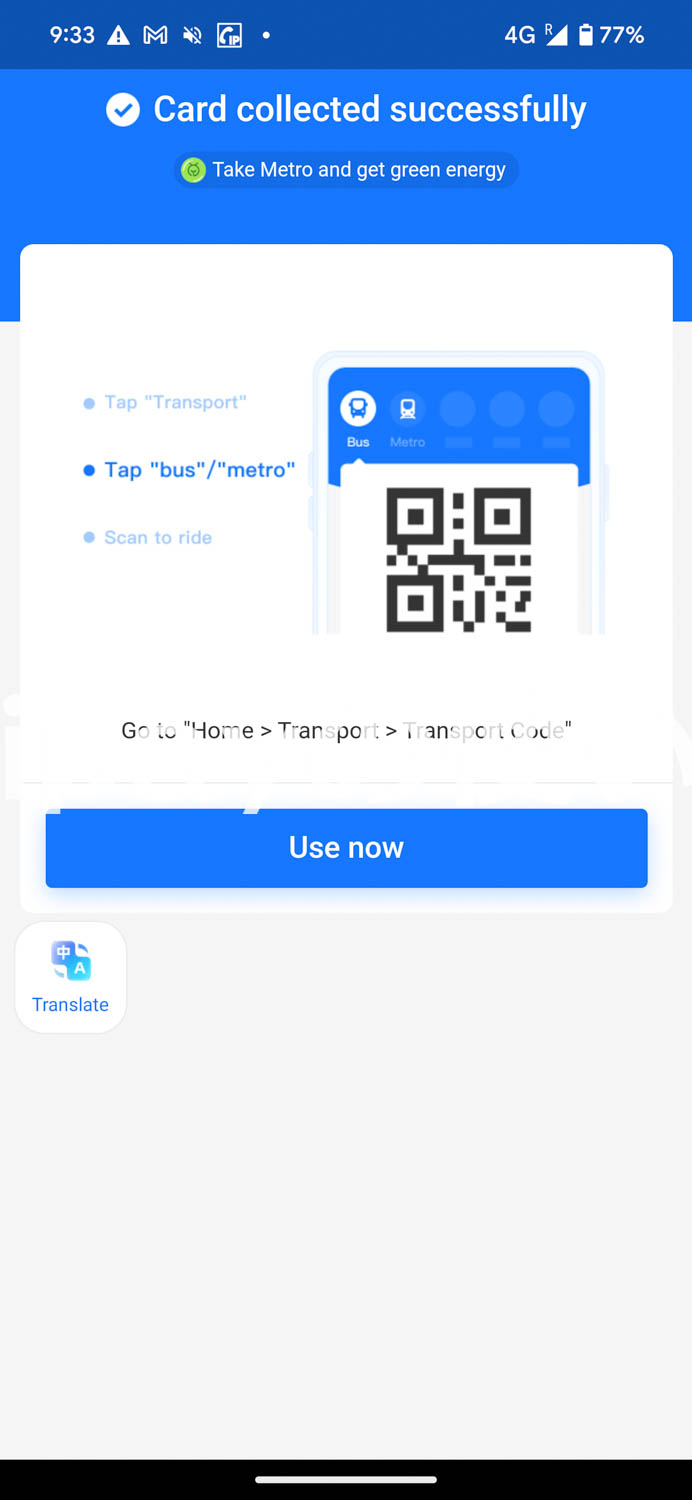 9:33
IP
4G R 77%
Card collected successfully
Take Metro and get green energy
Tap "Transport"
Tap "bus"/"metro"
Scan to ride
Bus
Metro
Go to "Home > Transport > Transport Code"
Use now
中
A
Translate